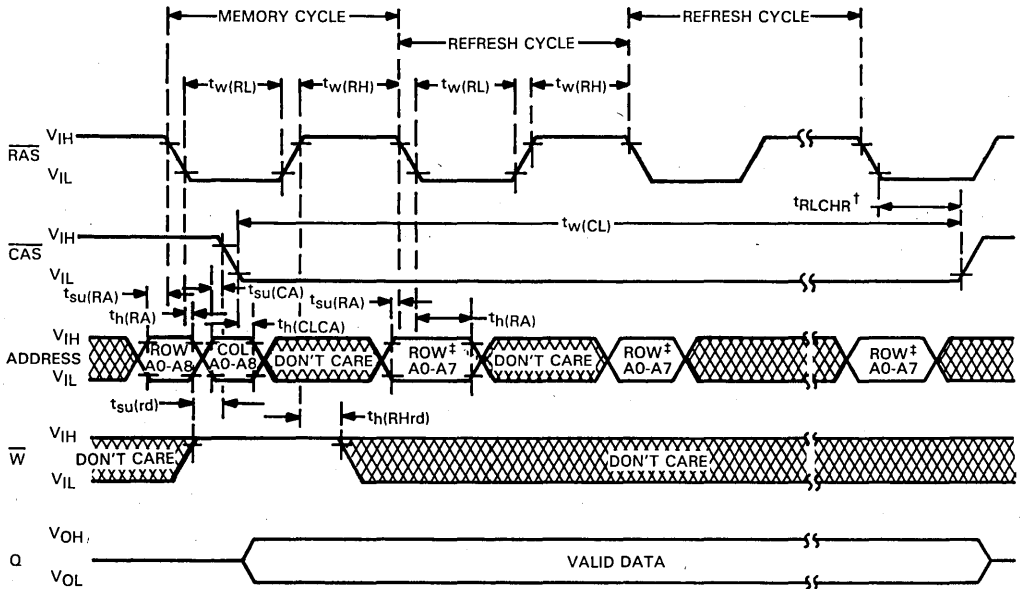 MEMORY CYCLE
REFRESH CYCLE
REFRESH CYCLE
tw(RL)
tw(RH)
tw(RL)
tw(RH)
RAS
VIH
VIL
tRLCHR†
tw(CL)
CAS
VIH
VIL
tsu(RA)
tsu(CA)
tsu(RA)
th(RA)
th(CLCA)
th(RA)
ADDRESS
VIH
VIL
ROW
A0-A8
COL
A0-A8
DON'T CARE
ROW‡
A0-A7
DON'T CARE
ROW‡
A0-A7
ROW‡
A0-A7
tsu(rd)
th(RHrd)
W
VIH
VIL
DON'T CARE
DON'T CARE
Q
VOH
VOL
VALID DATA